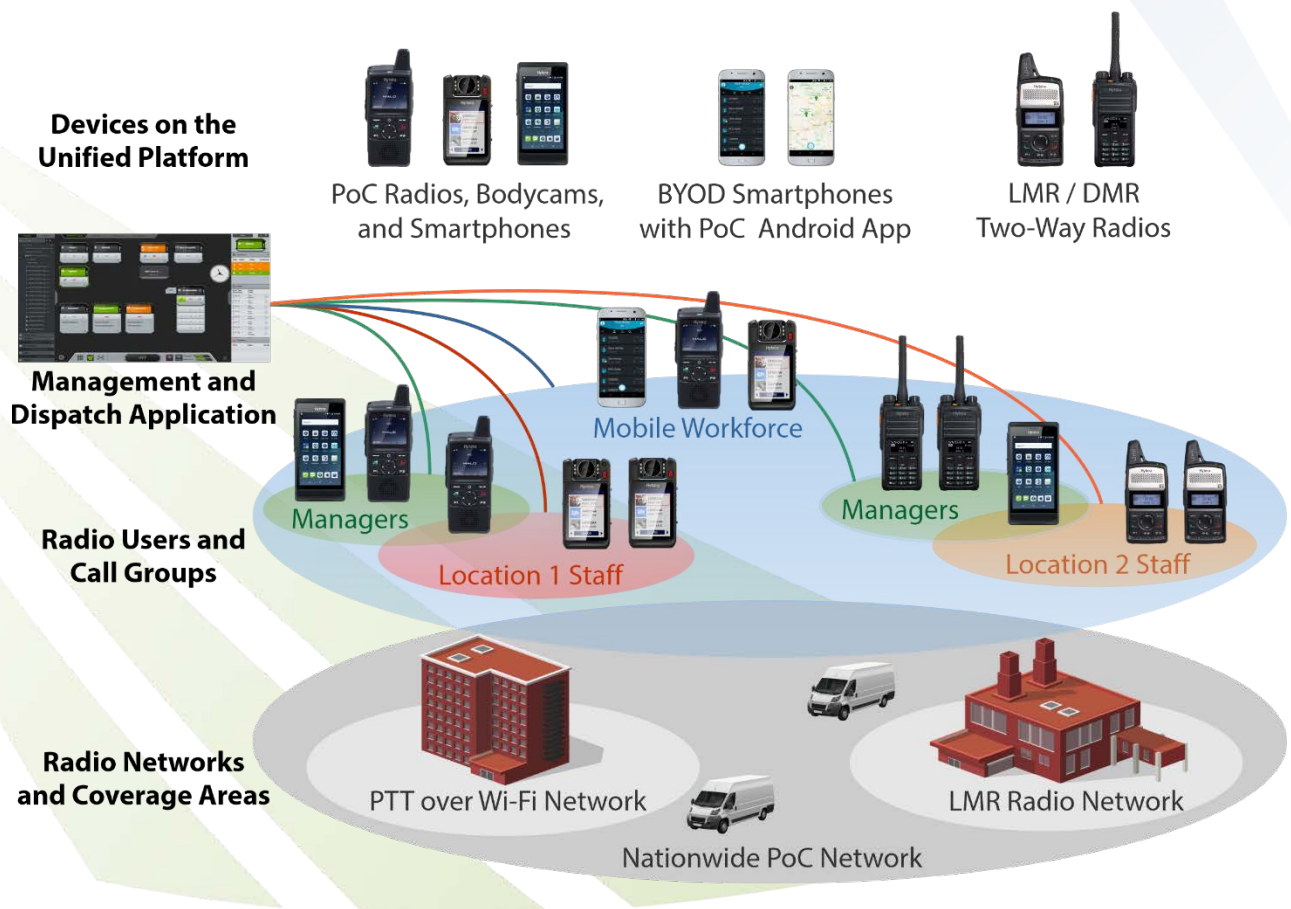 Devices on the
Unified Platform
PoC Radios, Bodycams,
and Smartphones
BYOD Smartphones
with PoC Android App
LMR / DMR
Two-Way Radios
Management and
Dispatch Application
Mobile Workforce
Managers
Managers
Location 1 Staff
Location 2 Staff
Radio Users and
Call Groups
Radio Networks
and Coverage Areas
PTT over Wi-Fi Network
LMR Radio Network
Nationwide PoC Network